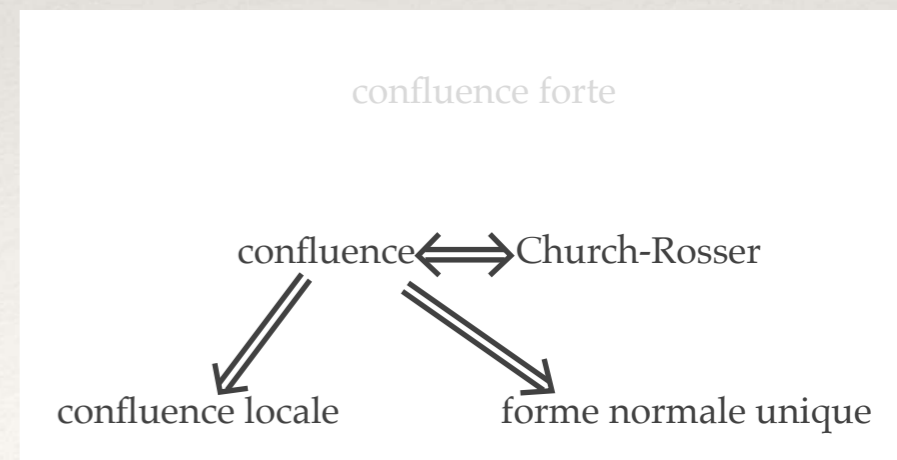 confluence forte
confluence Church-Rosser
confluence locale forme normale unique